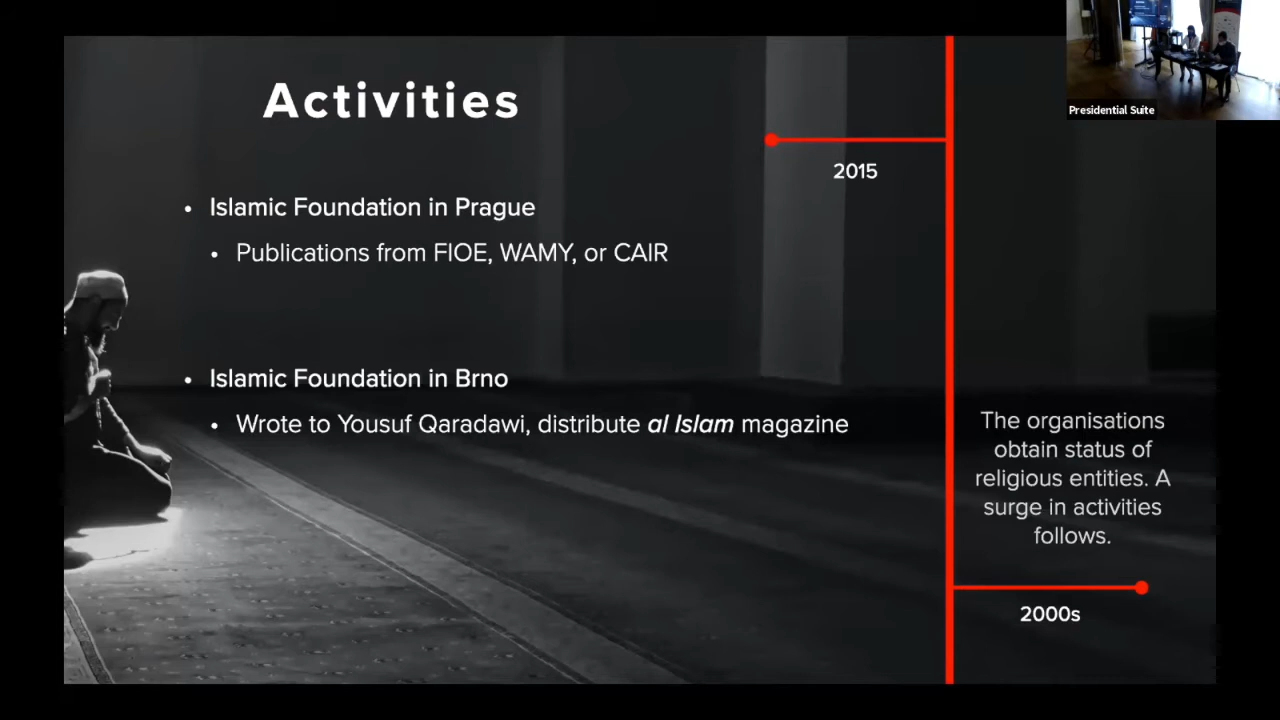 Activities
Presidential Suite
2015
• Islamic Foundation in Prague
• Publications from FIOE, WAMY, or CAIR
• Islamic Foundation in Brno
• Wrote to Yousuf Qaradawi, distribute al Islam magazine
The organisations
obtain status of
religious entities. A
surge in activities
follows.
2000s